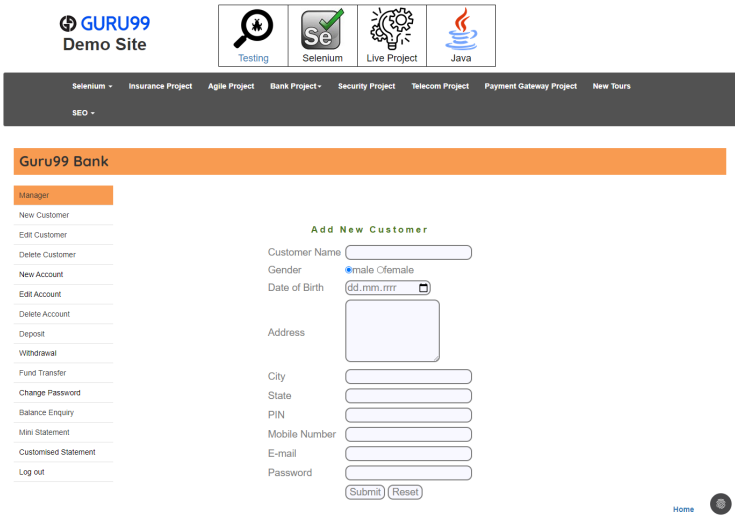 GURU99
Demo Site
Testing
Se
Selenium
Live Project
Java
Selenium
Insurance Project
Agile Project
Bank Project
Security Project
Telecom Project
Payment Gateway Project
New Tours
SEO
Guru99 Bank
Manager
New Customer
Edit Customer
Delete Customer
New Account
Edit Account
Delete Account
Deposit
Withdrawal
Fund Transfer
Change Password
Balance Enquiry
Mini Statement
Customised Statement
Log out
Add New Customer
Customer Name
Gender male female
Date of Birth dd.mm.rrrr
Address
City
State
PIN
Mobile Number
E-mail
Password
Submit Reset
Home